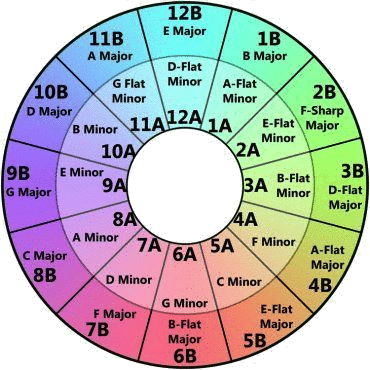 12B
E Major
1B
B Major
2B
F-Sharp
Major
3B
D-Flat
Major
A-Flat
Major
4B
E-Flat
Major
5B
B-Flat
Major
6B
F Major
7B
C Major
8B
9B
G Major
10B
D Major
11B
A Major
D-Flat
Minor
12A
A-Flat
Minor
1A
E-Flat
Minor
2A
B-Flat
Minor
3A
4A
F Minor
5A
C Minor
6A
G Minor
7A
D Minor
8A
A Minor
E Minor
9A
B Minor
10A
G Flat
Minor
11A